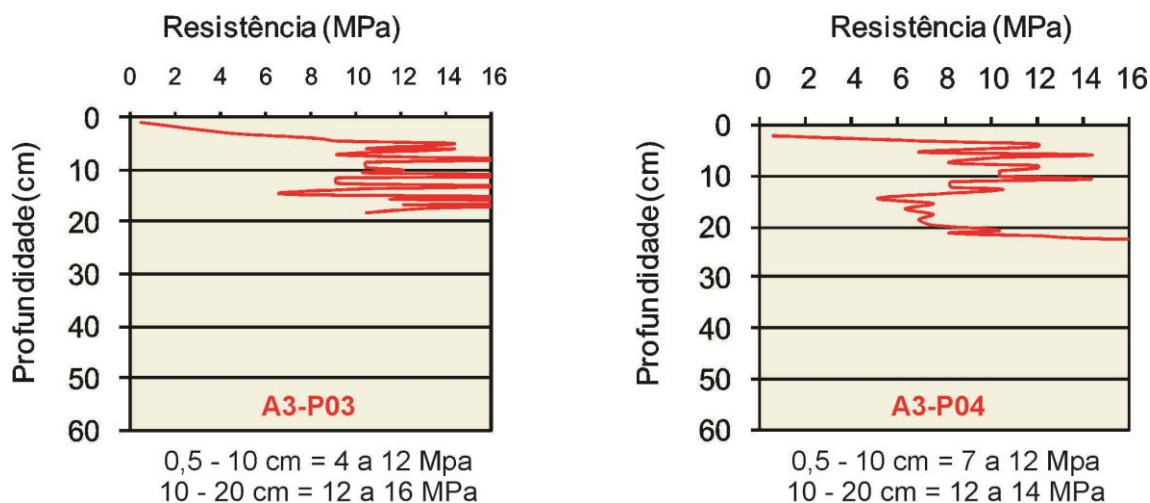 Resistência (MPa)
0 2 4 6 8 10 12 14 16
Profundidade (cm)
0
10
20
30
40
50
60
A3-P03
0,5 - 10 cm = 4 a 12 Mpa
10 - 20 cm = 12 a 16 MPa
Resistência (MPa)
0 2 4 6 8 10 12 14 16
Profundidade (cm)
0
10
20
30
40
50
60
A3-P04
0,5 - 10 cm = 7 a 12 Mpa
10 - 20 cm = 12 a 14 MPa